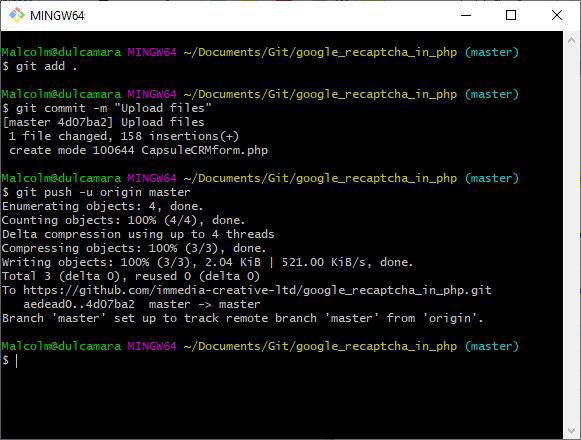 MINGW64
Malcolm@dulcamara MINGW64 ~/Documents/Git/google_recaptcha_in_php (master)
$ git add .
Malcolm@dulcamara MINGW64 ~/Documents/Git/google_recaptcha_in_php (master)
$ git commit -m "Upload files"
[master 4d07ba2] Upload files
 1 file changed, 158 insertions(+)
 create mode 100644 CapsuleCRMform.php
Malcolm@dulcamara MINGW64 ~/Documents/Git/google_recaptcha_in_php (master)
$ git push -u origin master
Enumerating objects: 4, done.
Counting objects: 100% (4/4), done.
Delta compression using up to 4 threads
Compressing objects: 100% (3/3), done.
Writing objects: 100% (3/3), 2.04 KiB | 521.00 KiB/s, done.
Total 3 (delta 0), reused 0 (delta 0)
To https://github.com/immedia-creative-ltd/google_recaptcha_in_php.git
   aedead0..4d07ba2  master -> master
Branch 'master' set up to track remote branch 'master' from 'origin'.
Malcolm@dulcamara MINGW64 ~/Documents/Git/google_recaptcha_in_php (master)
$